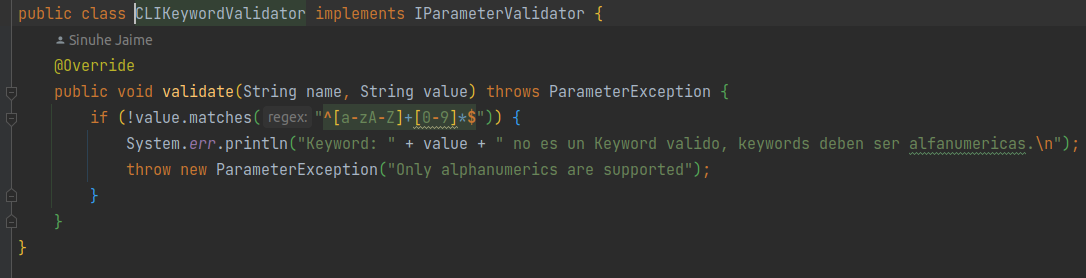 public class CLIKeywordValidator implements IParameterValidator {
Sinuhe Jaime
@Override
public void validate(String name, String value) throws ParameterException {
if (!value.matches( regex: "^[a-zA-Z]+[0-9]*$")) {
System.err.println("Keyword: " + value + " no es un Keyword valido, keywords deben ser alfanumericas.\n");
throw new ParameterException("Only alphanumerics are supported");
}
}
}